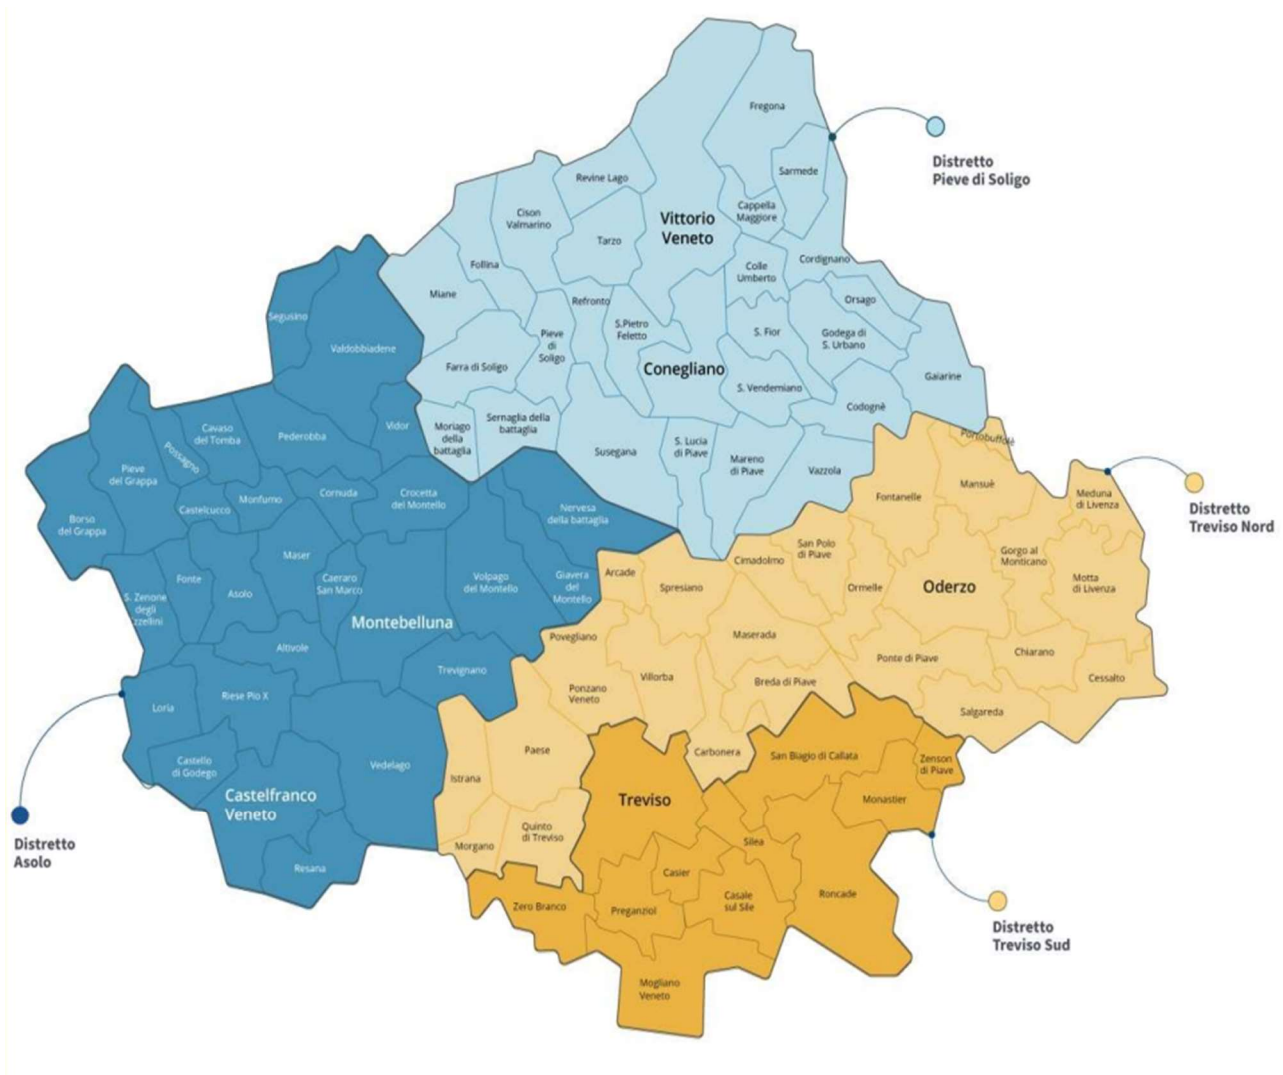 Fregona
Distretto
Pieve di Soligo
Sarmede
Revine Lago
Cison
Valmarino
Cappella
Maggiore
Vittorio
Veneto
Tarzo
Follina
Colle
Umberto
Cordignano
Miane
Refronto
Orsago
Segusino
S.Pietro
Feletto
S. Fior
Godega di
S. Urbano
Valdobbiadene
Pieve
di
Soligo
Farra di Soligo
Conegliano
Gaiarine
S. Vendemiano
Codognè
Moriago
della
battaglia
Sernaglia della
battaglia
Vidor
Cavaso
del Tomba
Pederobba
Possagno
Susegana
S. Lucia
di Piave
Mareno
di Piave
Vazzola
Portobuffolè
Pieve
del Grappa
Mansuè
Fontanelle
Meduna
di Livenza
Distretto
Treviso Nord
Monfumo
Cornuda
Crocetta
del Montello
Castelcucco
Nervesa
della battaglia
Borso
del Grappa
Maser
San Polo
di Piave
Cimadolmo
Gorgo al
Monticano
Arcade
Spresiano
Ormelle
Oderzo
Motta
di Livenza
Fonte
Asolo
Caeraro
San Marco
Volpago
del Montello
Giavera
del
Montello
S. Zenone
degli
zzellini
Montebelluna
Povegliano
Maserada
Altivole
Trevignano
Villorba
Ponte di Piave
Chiarano
Cessalto
Breda di Piave
Ponzano
Veneto
Loria
Riese Pio X
Salgareda
Paese
Carbonera
San Biagio di Callata
Zenson
di Piave
Castello
di Godego
Vedelago
Istrana
Castelfranco
Veneto
Treviso
Monastier
Distretto
Asolo
Morgano
Quinto
di Treviso
Silea
Resana
Casier
Roncade
Casale
sul Sile
Zero Branco
Preganziol
Distretto
Treviso Sud
Mogliano
Veneto